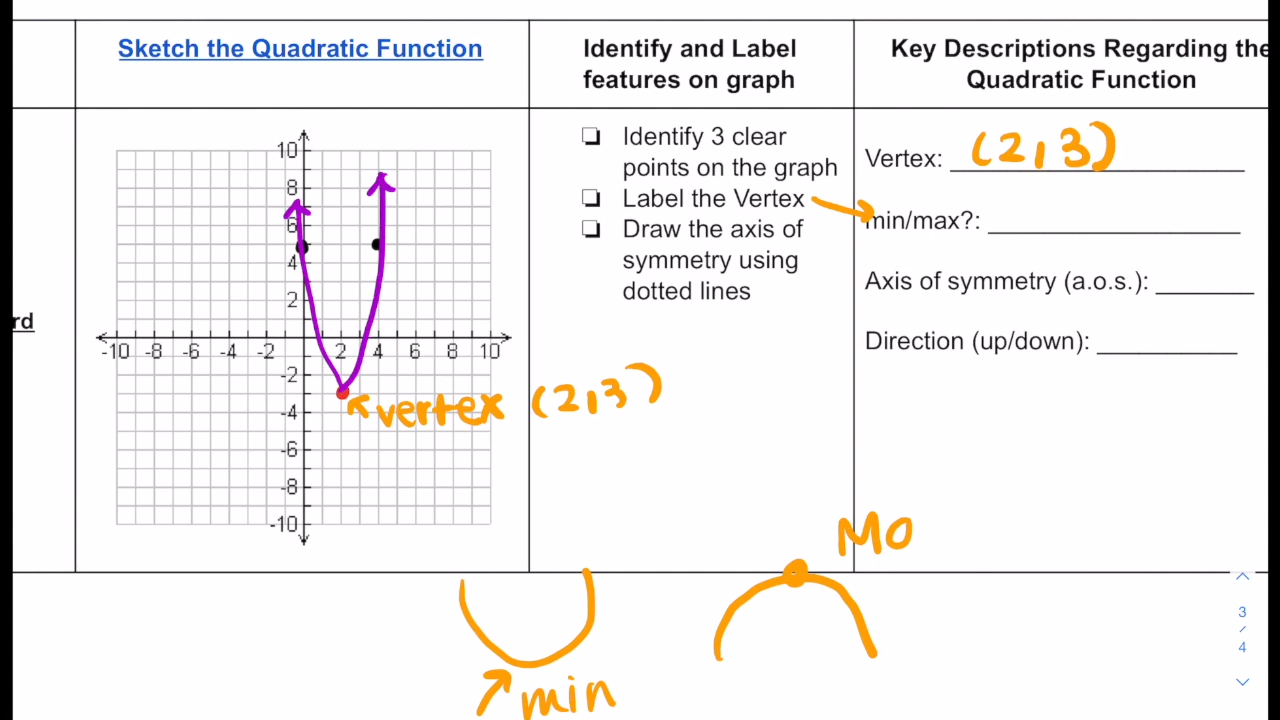 Sketch the Quadratic Function
Identify and Label
features on graph
Key Descriptions Regarding the
Quadratic Function
rd
10
8
6
4
2
-10 -8 -6 -4 -2 2 4 6 8 10
-2
-4
-6
-8
-10
vertex (2,3)
❏ Identify 3 clear
points on the graph
❏ Label the Vertex
❏ Draw the axis of
symmetry using
dotted lines
Vertex: (2,3)
min/max?:
Axis of symmetry (a.o.s.):
Direction (up/down):
min
Mo
3
/
4